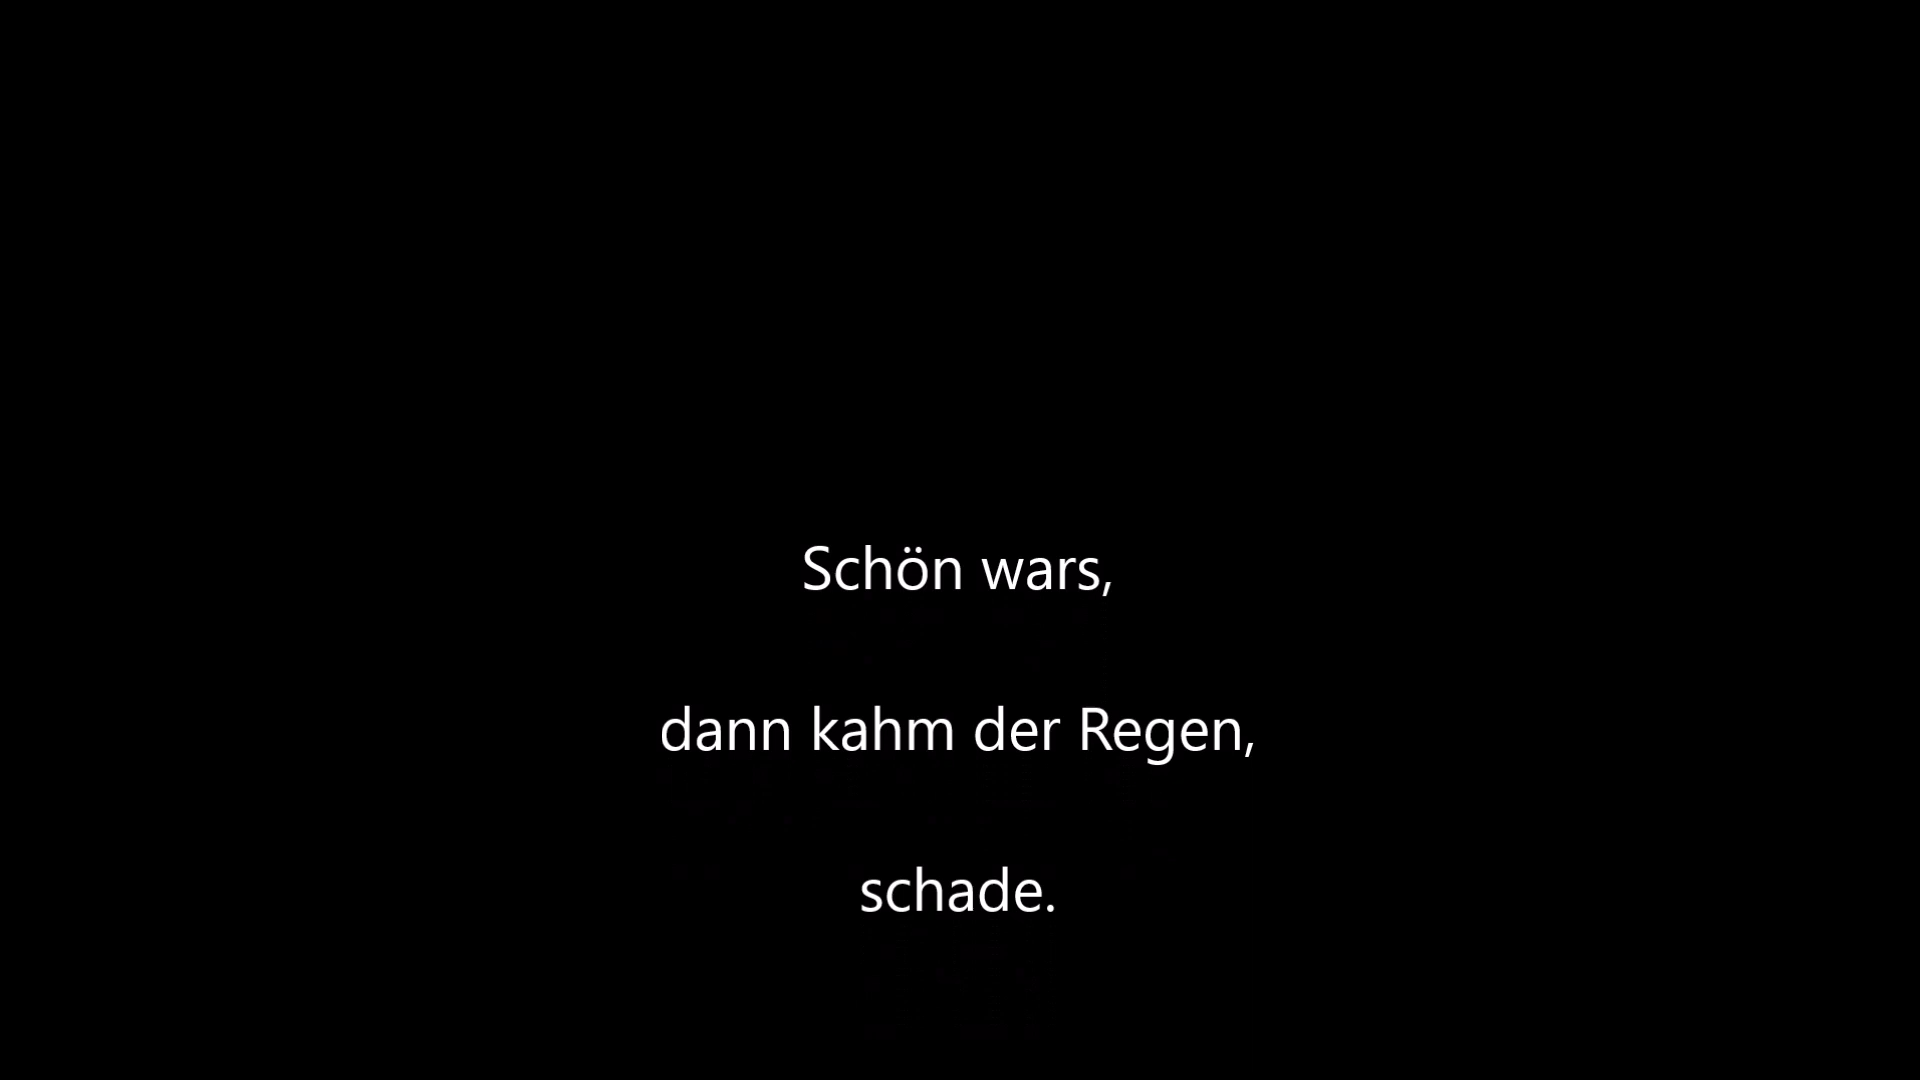 Schön wars,
dann kahm der Regen,
schade.